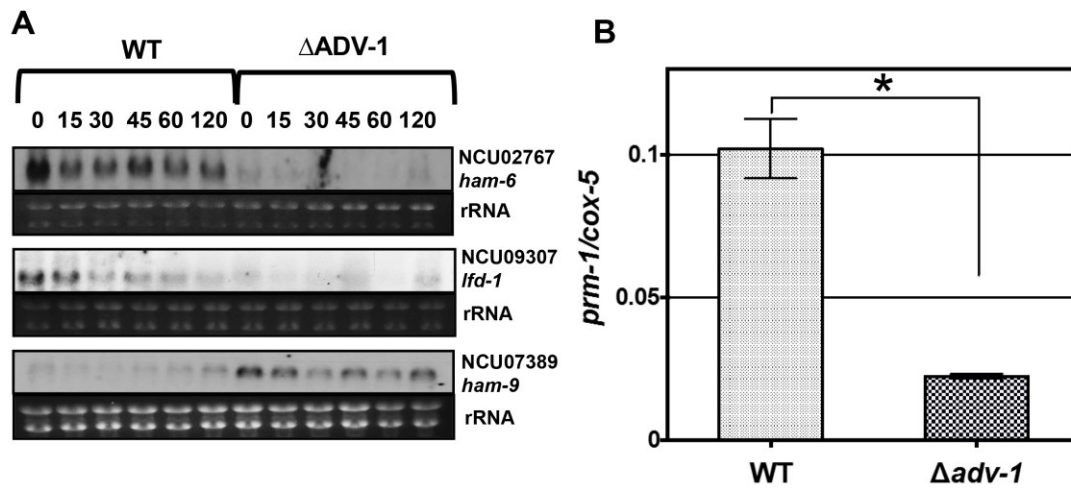 A
WT ΔADV-1
0 15 30 45 60 120 0 15 30 45 60 120
NCU02767
ham-6
rRNA
NCU09307
lfd-1
rRNA
NCU07389
ham-9
rRNA
B
*
prm-1/cox-5
0.1
0.05
0
WT Δadv-1